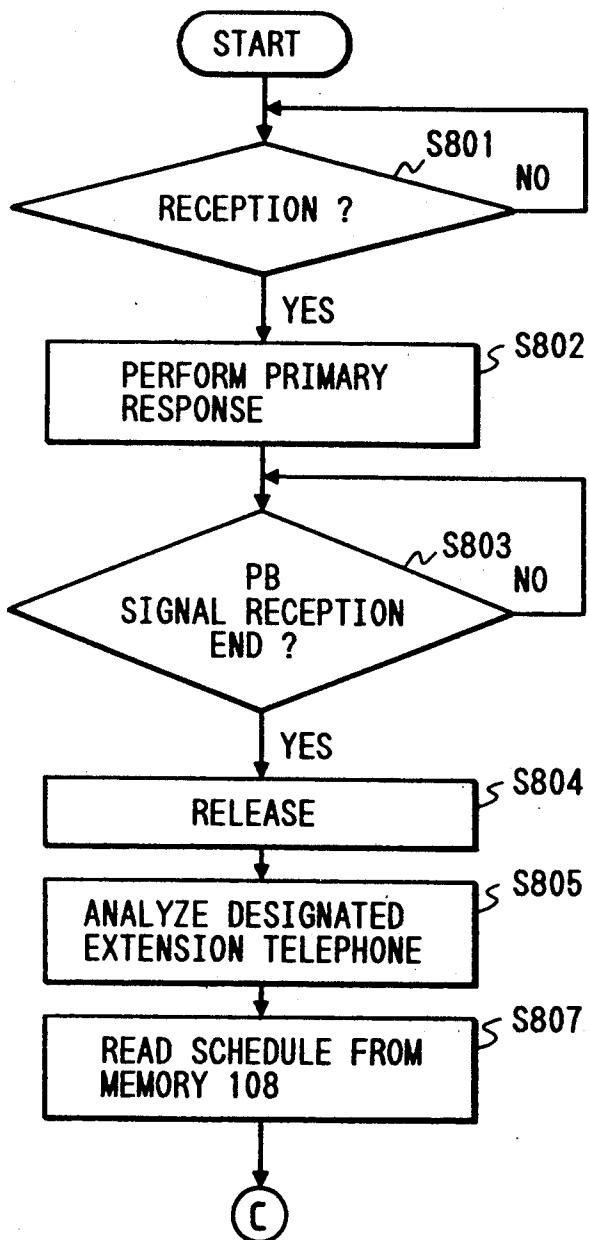 START
S801
NO
RECEPTION ?
YES
S802
PERFORM PRIMARY
RESPONSE
S803
NO
PB
SIGNAL RECEPTION
END ?
YES
S804
RELEASE
S805
ANALYZE DESIGNATED
EXTENSION TELEPHONE
S807
READ SCHEDULE FROM
MEMORY 108
C